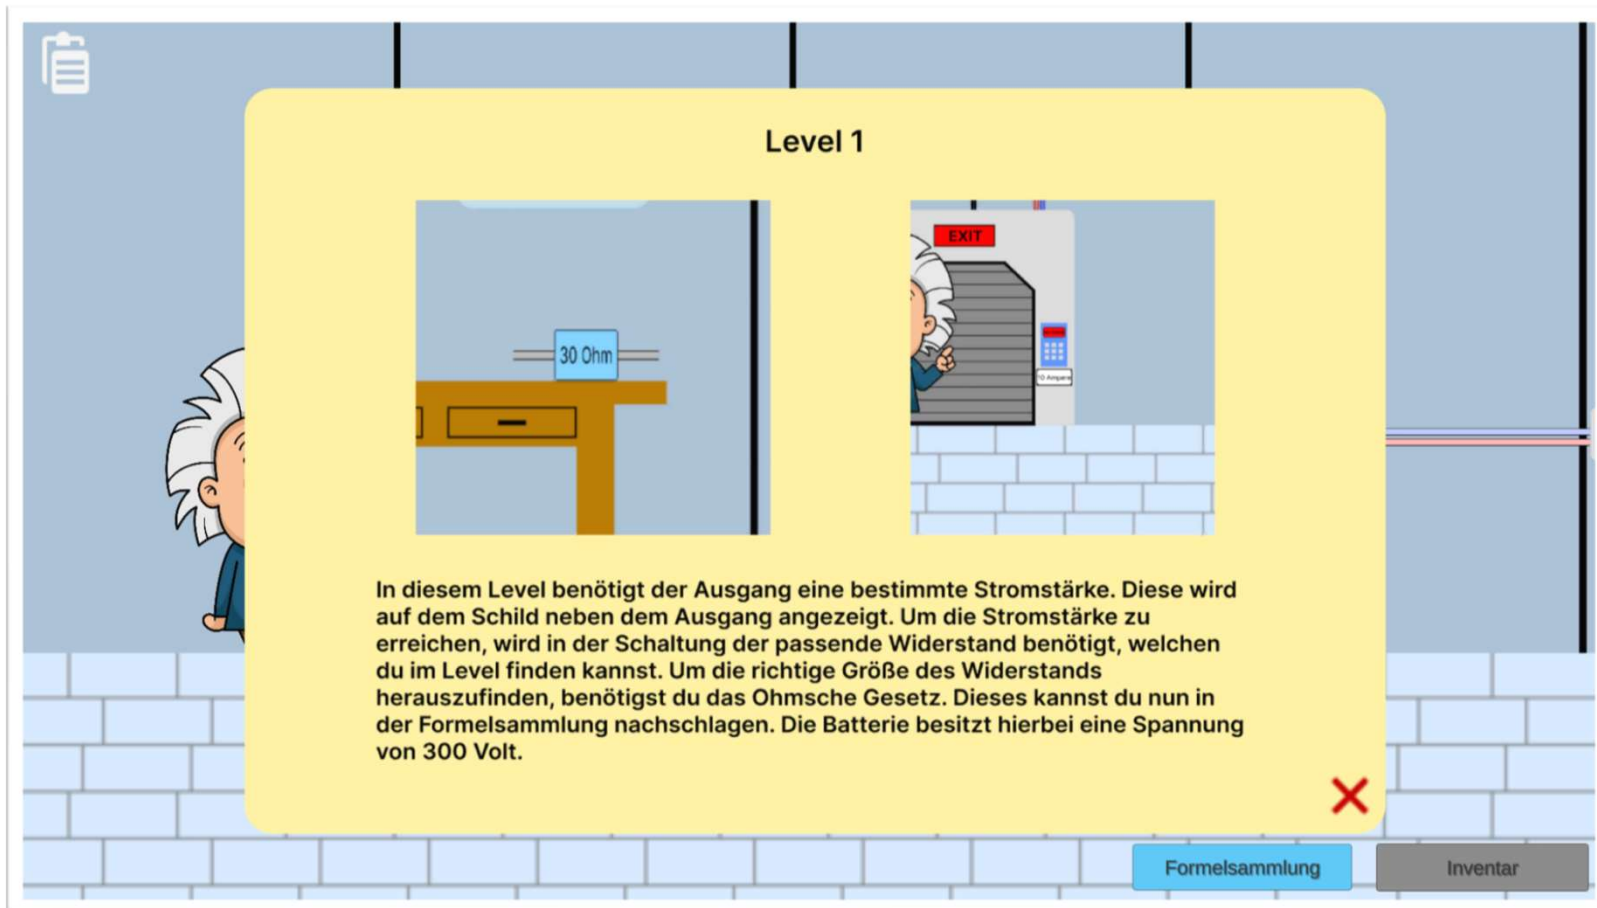 Level 1
EXIT
30 Ohm
10 Ampere
In diesem Level benötigt der Ausgang eine bestimmte Stromstärke. Diese wird
auf dem Schild neben dem Ausgang angezeigt. Um die Stromstärke zu
erreichen, wird in der Schaltung der passende Widerstand benötigt, welchen
du im Level finden kannst. Um die richtige Größe des Widerstands
herauszufinden, benötigst du das Ohmsche Gesetz. Dieses kannst du nun in
der Formelsammlung nachschlagen. Die Batterie besitzt hierbei eine Spannung
von 300 Volt.
Formelsammlung
Inventar